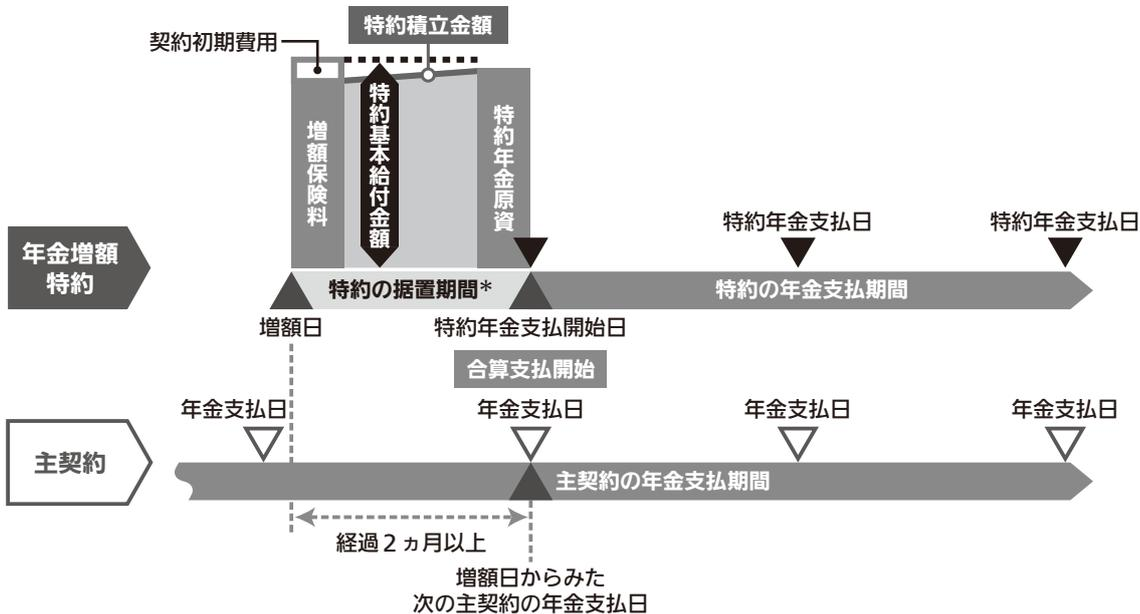 特約積立金額
契約初期費用
増額保険料
特約基本給付金額
特約年金原資
特約年金支払日
特約年金支払日
年金増額
特約
特約の据置期間*
特約の年金支払期間
増額日
特約年金支払開始日
合算支払開始
年金支払日
年金支払日
年金支払日
年金支払日
主契約
主契約の年金支払期間
経過2ヵ月以上
増額日からみた
次の主契約の年金支払日